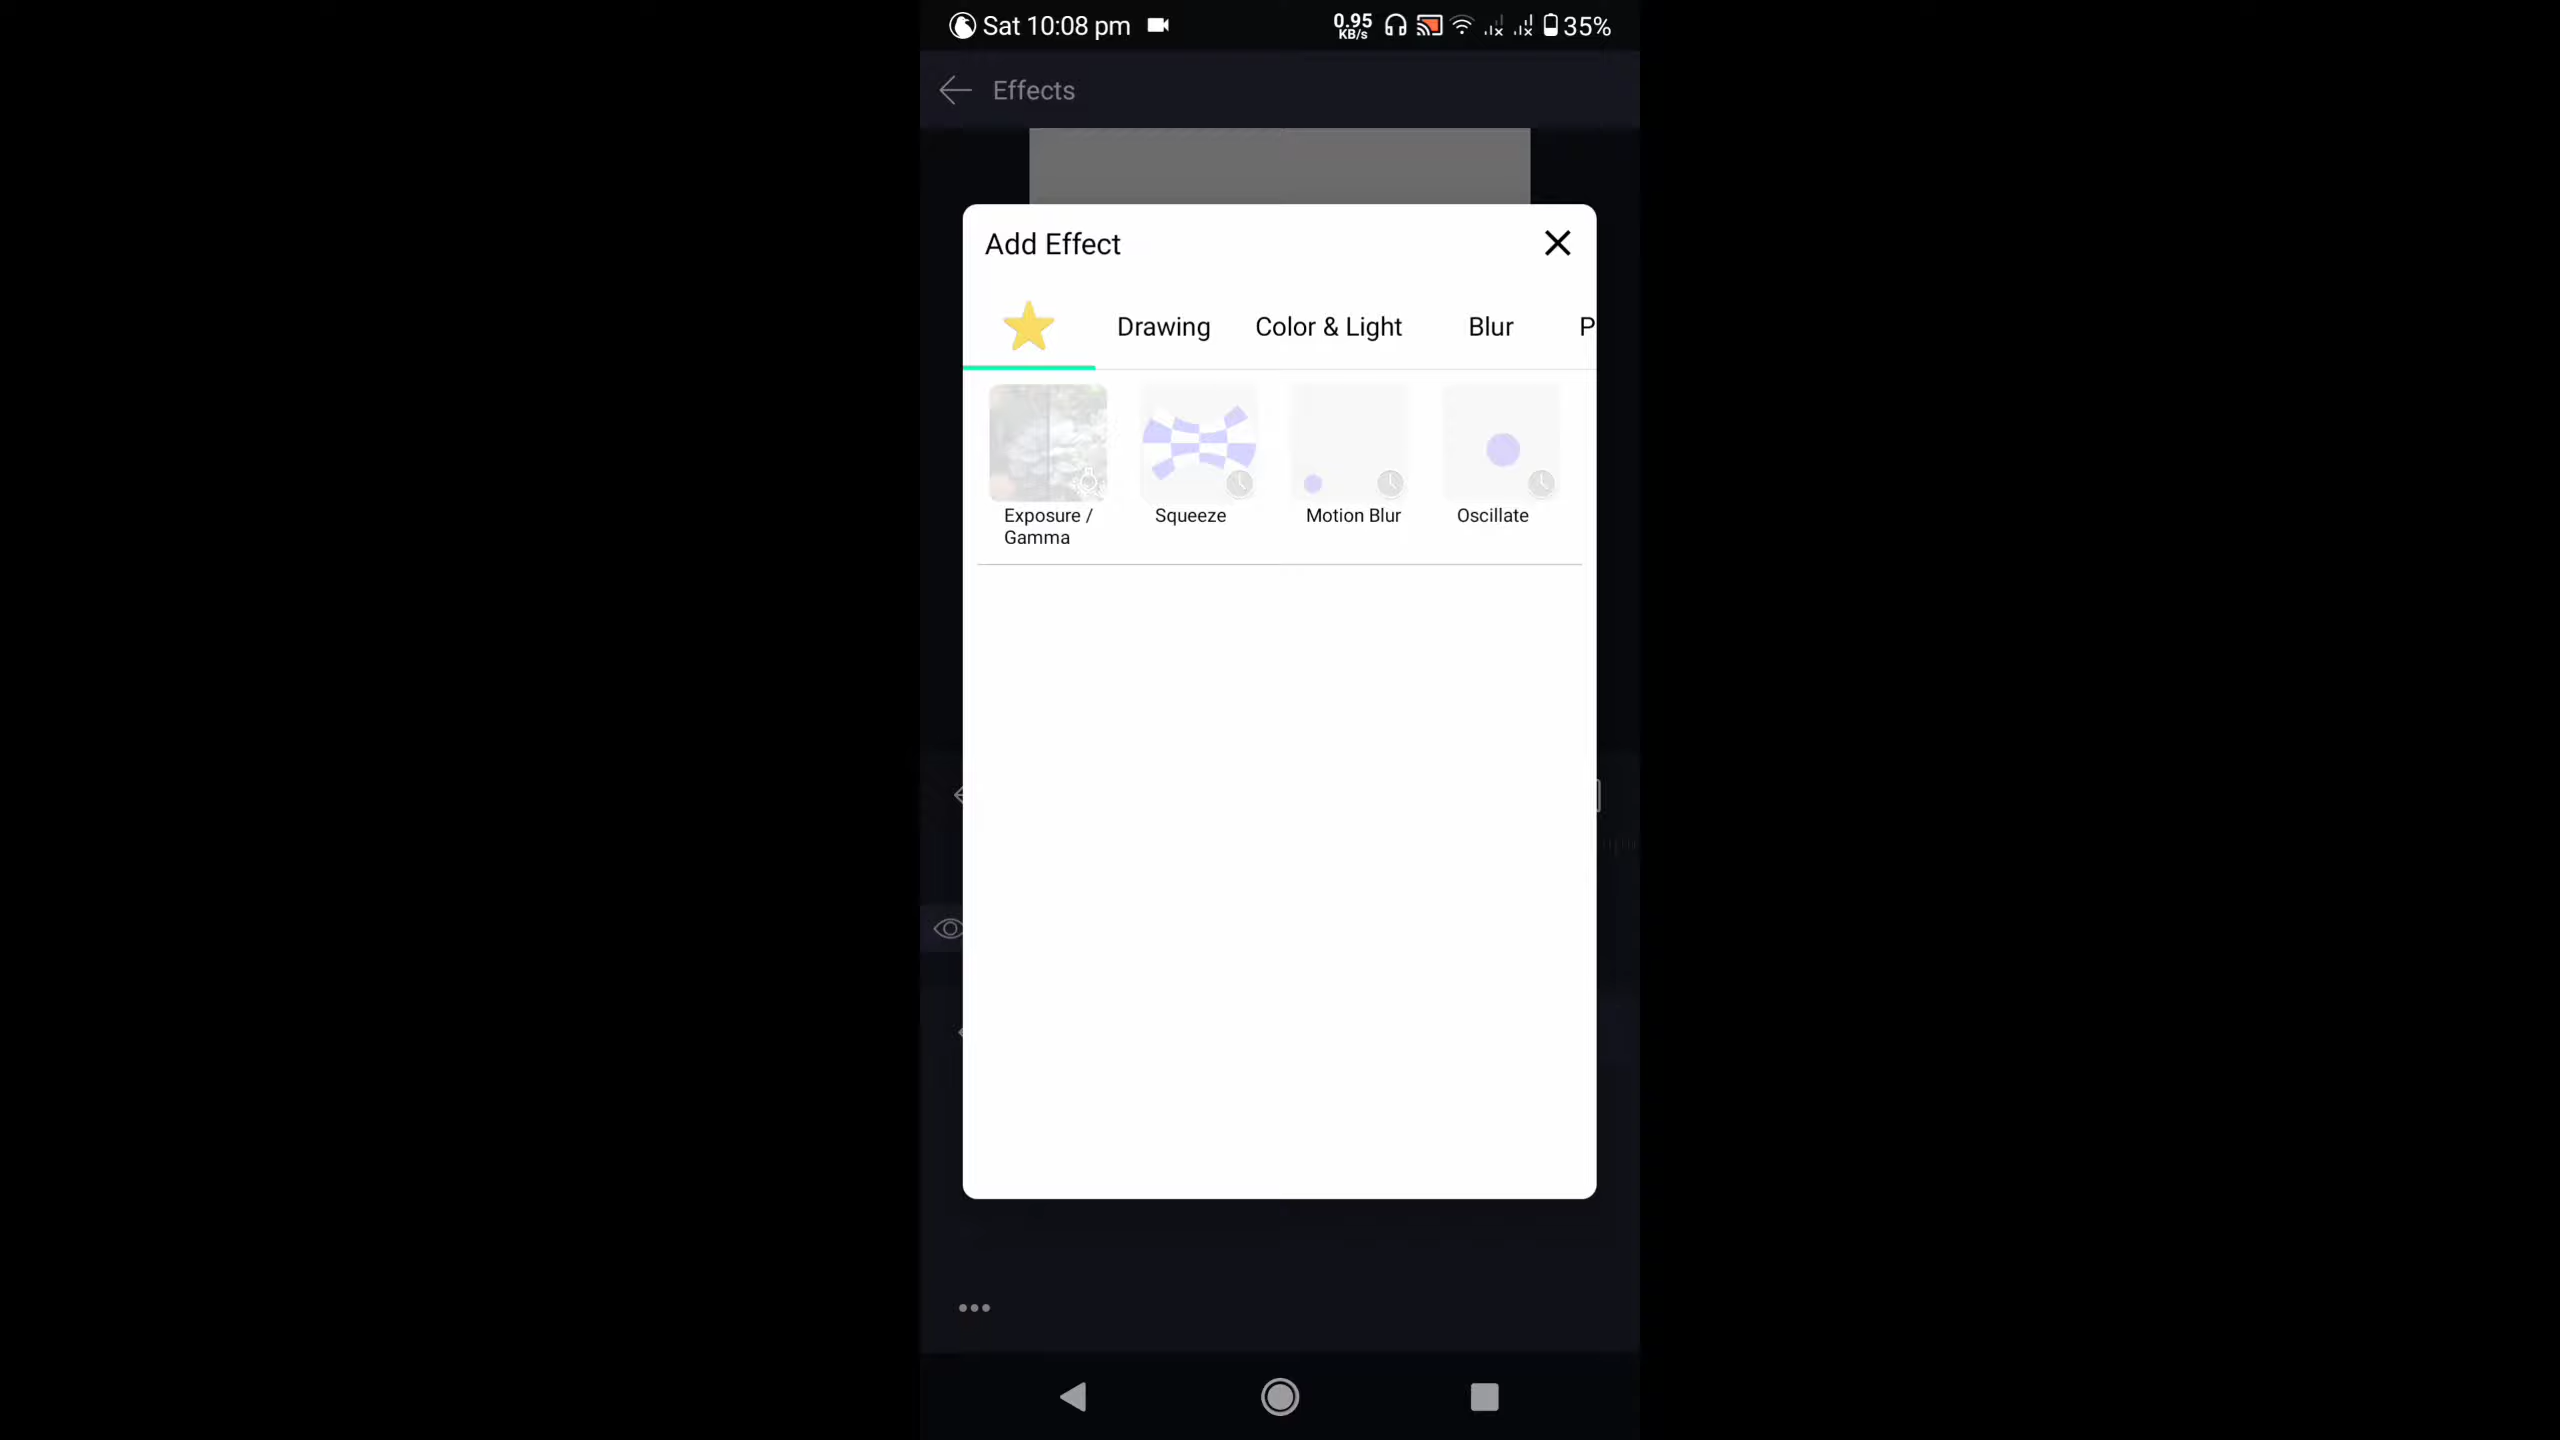 Sat 10:08 pm
0.95
KB/s
35%
Effects
Add Effect
Drawing
Color & Light
Blur
P
Exposure /
Gamma
Squeeze
Motion Blur
Oscillate